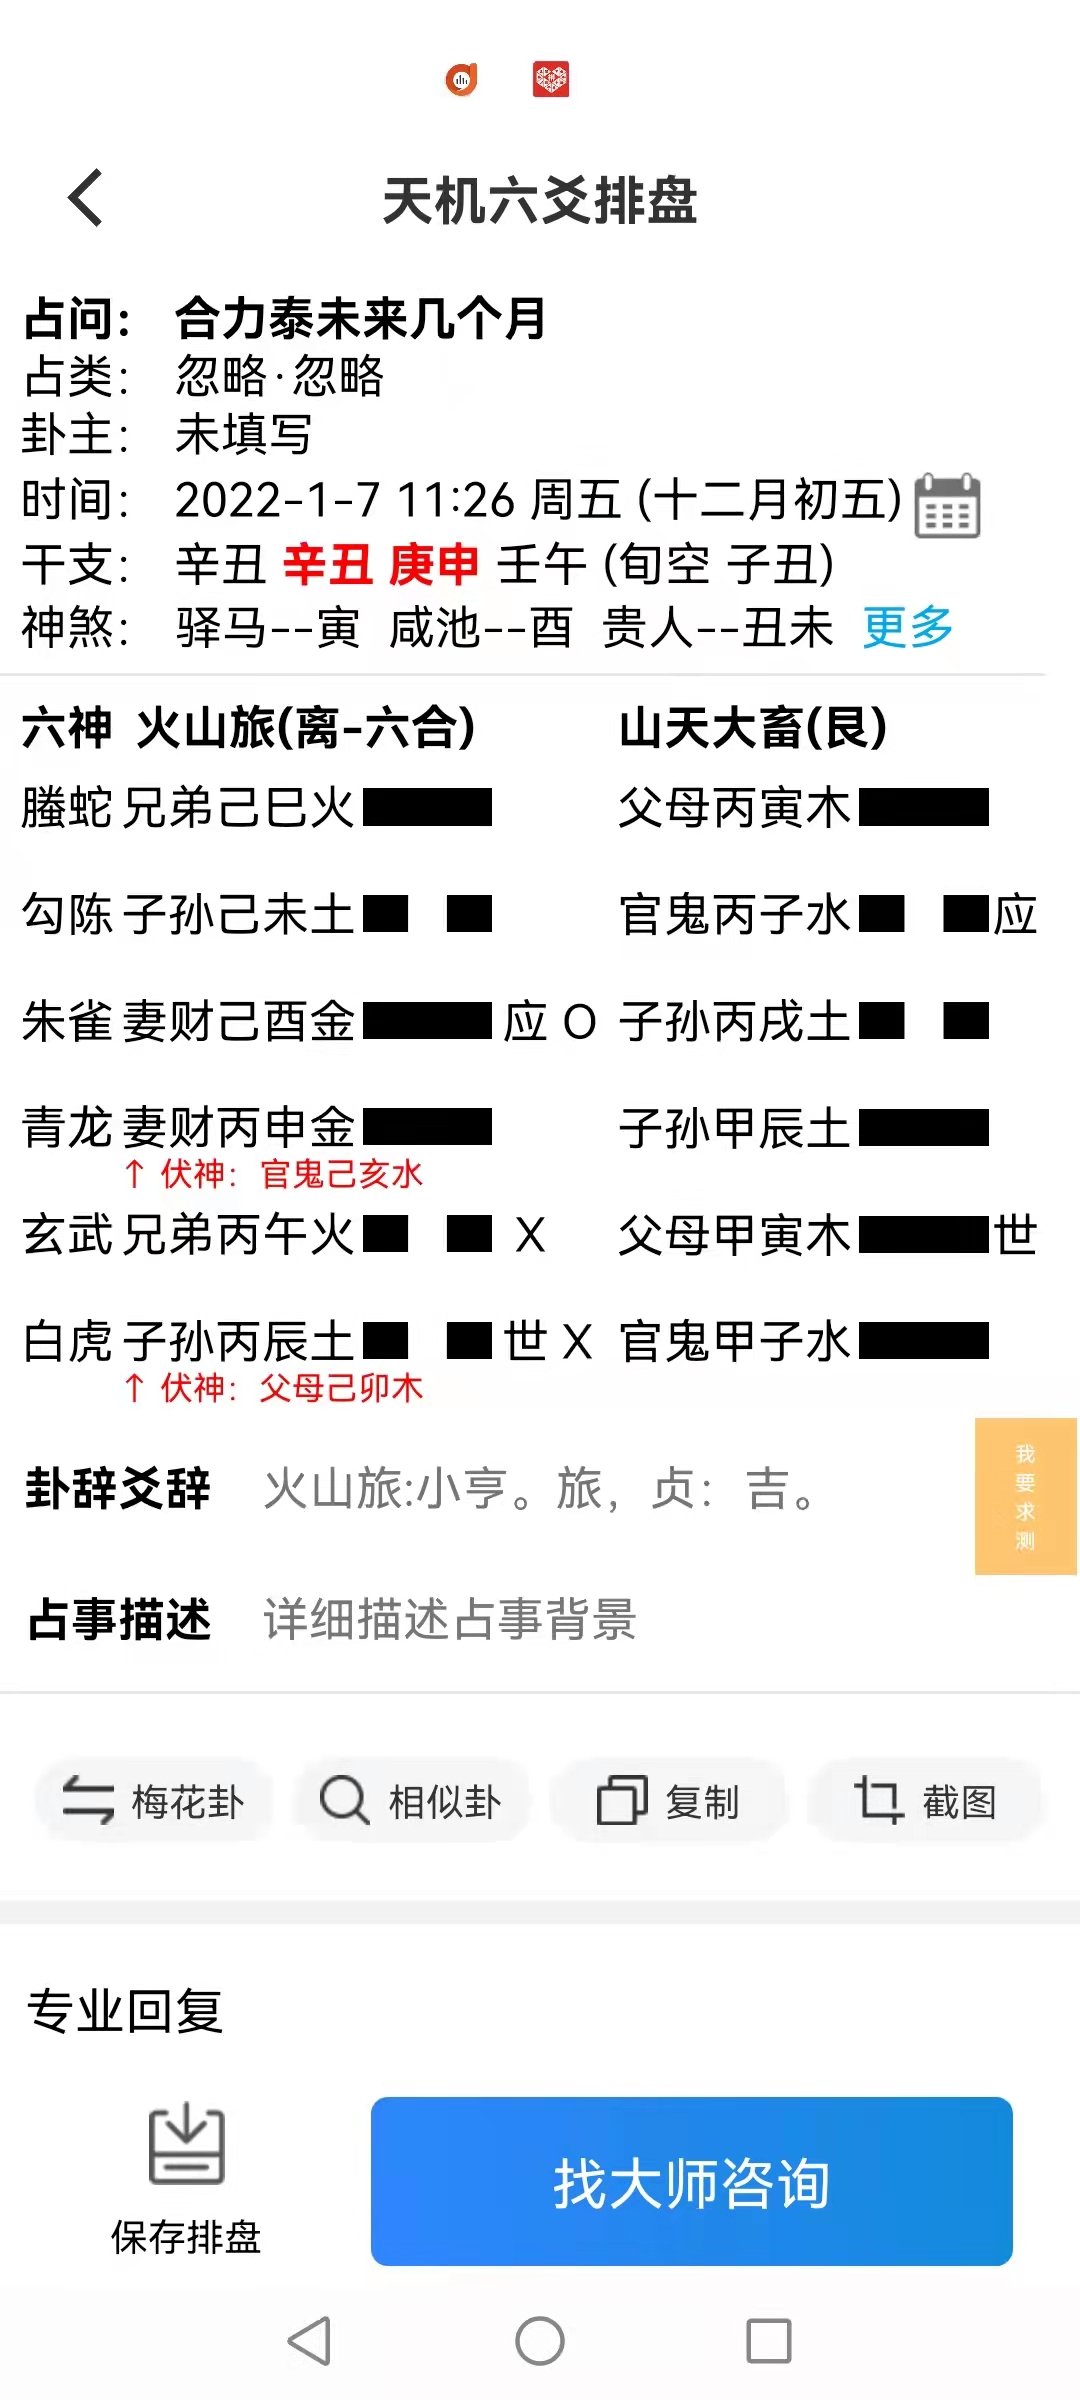 天机六爻排盘
占问： 合力泰未来几个月
占类： 忽略·忽略
卦主： 未填写
时间： 2022-1-7 11:26 周五 (十二月初五)
干支： 辛丑 辛丑 庚申 壬午 (旬空 子丑)
神煞： 驿马--寅 咸池--酉 贵人--丑未 更多
六神 火山旅(离-六合) 山天大畜(艮)
螣蛇 兄弟己巳火 父母丙寅木
勾陈 子孙己未土 官鬼丙子水 应
朱雀 妻财己酉金 应 O 子孙丙戌土
青龙 妻财丙申金 子孙甲辰土
↑ 伏神：官鬼己亥水
玄武 兄弟丙午火 X 父母甲寅木 世
白虎 子孙丙辰土 世 X 官鬼甲子水
↑ 伏神：父母己卯木
我要求测
卦辞爻辞 火山旅:小亨。旅，贞：吉。
占事描述 详细描述占事背景
梅花卦 相似卦 复制 截图
专业回复
保存排盘 找大师咨询